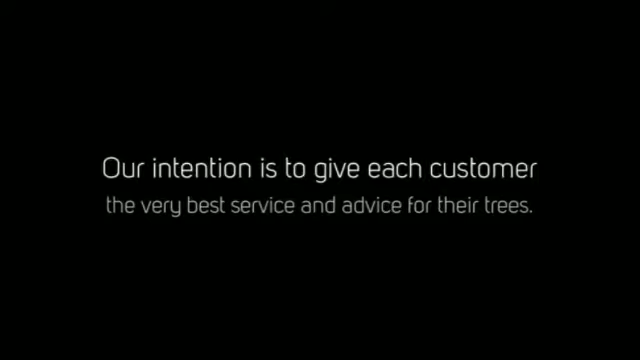 Our intention is to give each customer
the very best service and advice for their trees.